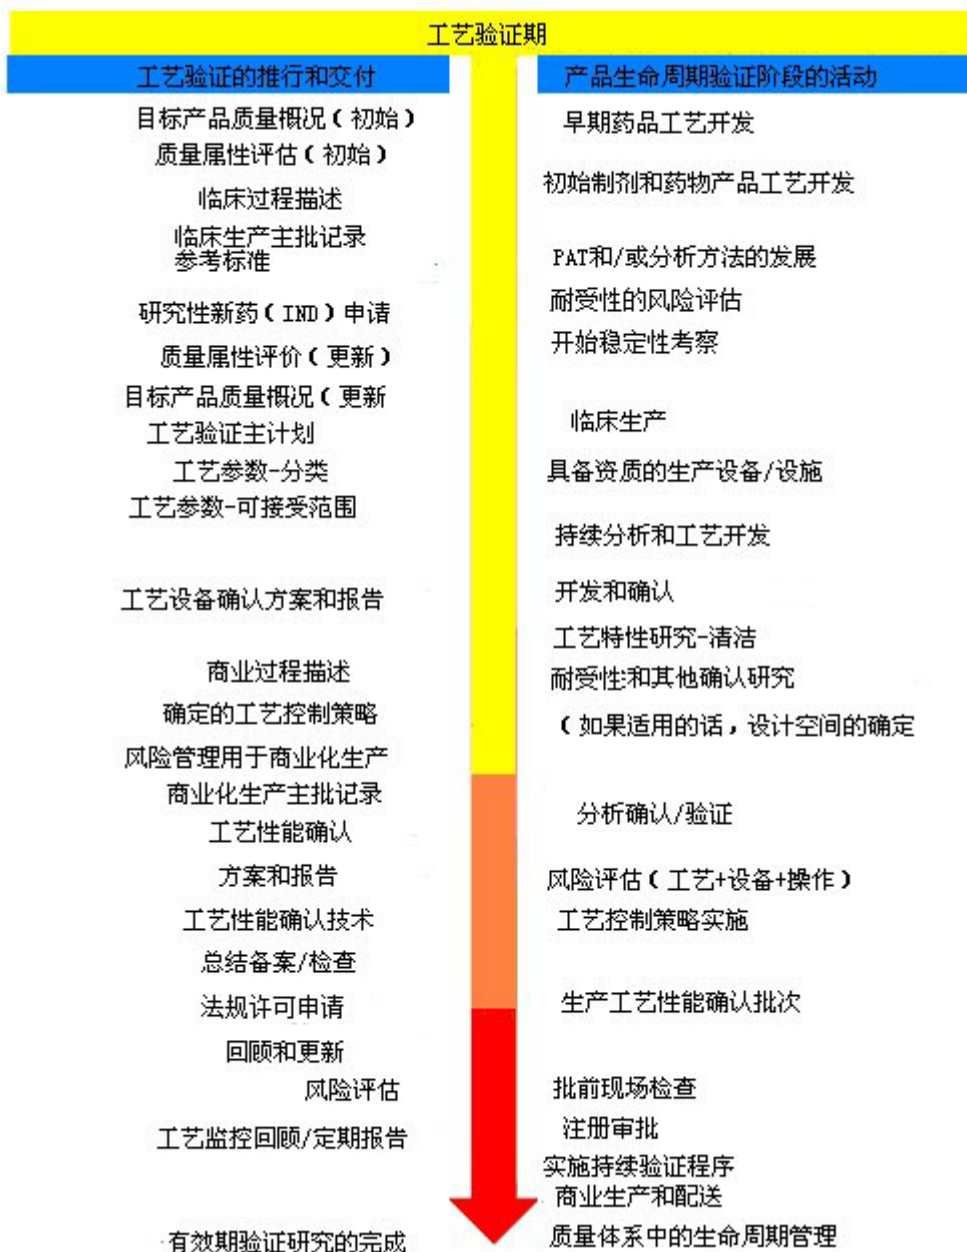 工艺验证期
工艺验证的推行和交付
目标产品质量概况(初始)
质量属性评估(初始)
临床过程描述
临床生产主批记录
参考标准
研究性新药(IND)申请
质量属性评价(更新)
目标产品质量概况(更新
工艺验证主计划
工艺参数-分类
工艺参数-可接受范围
工艺设备确认方案和报告
商业过程描述
确定的工艺控制策略
风险管理用于商业化生产
商业化生产主批记录
工艺性能确认
方案和报告
工艺性能确认技术
总结备案/检查
法规许可申请
回顾和更新
风险评估
工艺监控回顾/定期报告
有效期验证研究的完成
产品生命周期验证阶段的活动
早期药品工艺开发
初始制剂和药物产品工艺开发
PAT和/或分析方法的发展
耐受性的风险评估
开始稳定性考察
临床生产
具备资质的生产设备/设施
持续分析和工艺开发
开发和确认
工艺特性研究-清洁
耐受性和其他确认研究
(如果适用的话,设计空间的确定
分析确认/验证
风险评估(工艺+设备+操作)
工艺控制策略实施
生产工艺性能确认批次
批前现场检查
注册审批
实施持续验证程序
商业生产和配送
质量体系中的生命周期管理